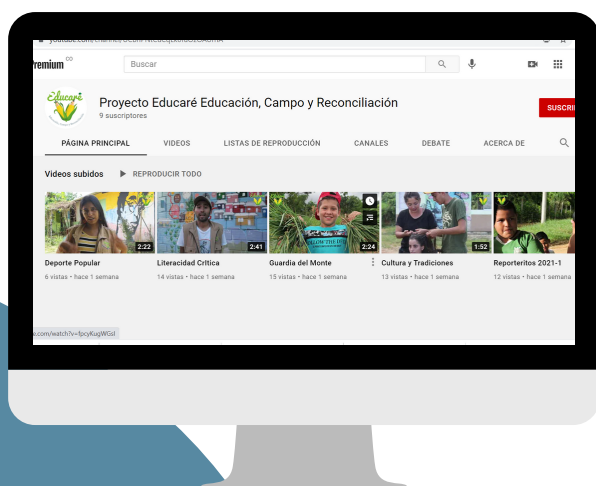 Premium CO
Buscar
Educaré
Proyecto Educaré Educación, Campo y Reconciliación
9 suscriptores
SUSCRI
PÁGINA PRINCIPAL VIDEOS LISTAS DE REPRODUCCIÓN CANALES DEBATE ACERCA DE
Videos subidos REPRODUCIR TODO
2:22 2:41 2:24 1:52
Deporte Popular Literacidad Crítica Guardia del Monte Cultura y Tradiciones Reporteritos 2021-1
6 vistas • hace 1 semana 14 vistas • hace 1 semana 15 vistas • hace 1 semana 13 vistas • hace 1 semana 12 vistas • hace 1 semana
e.com/watch?v=fpcyKugWGsI